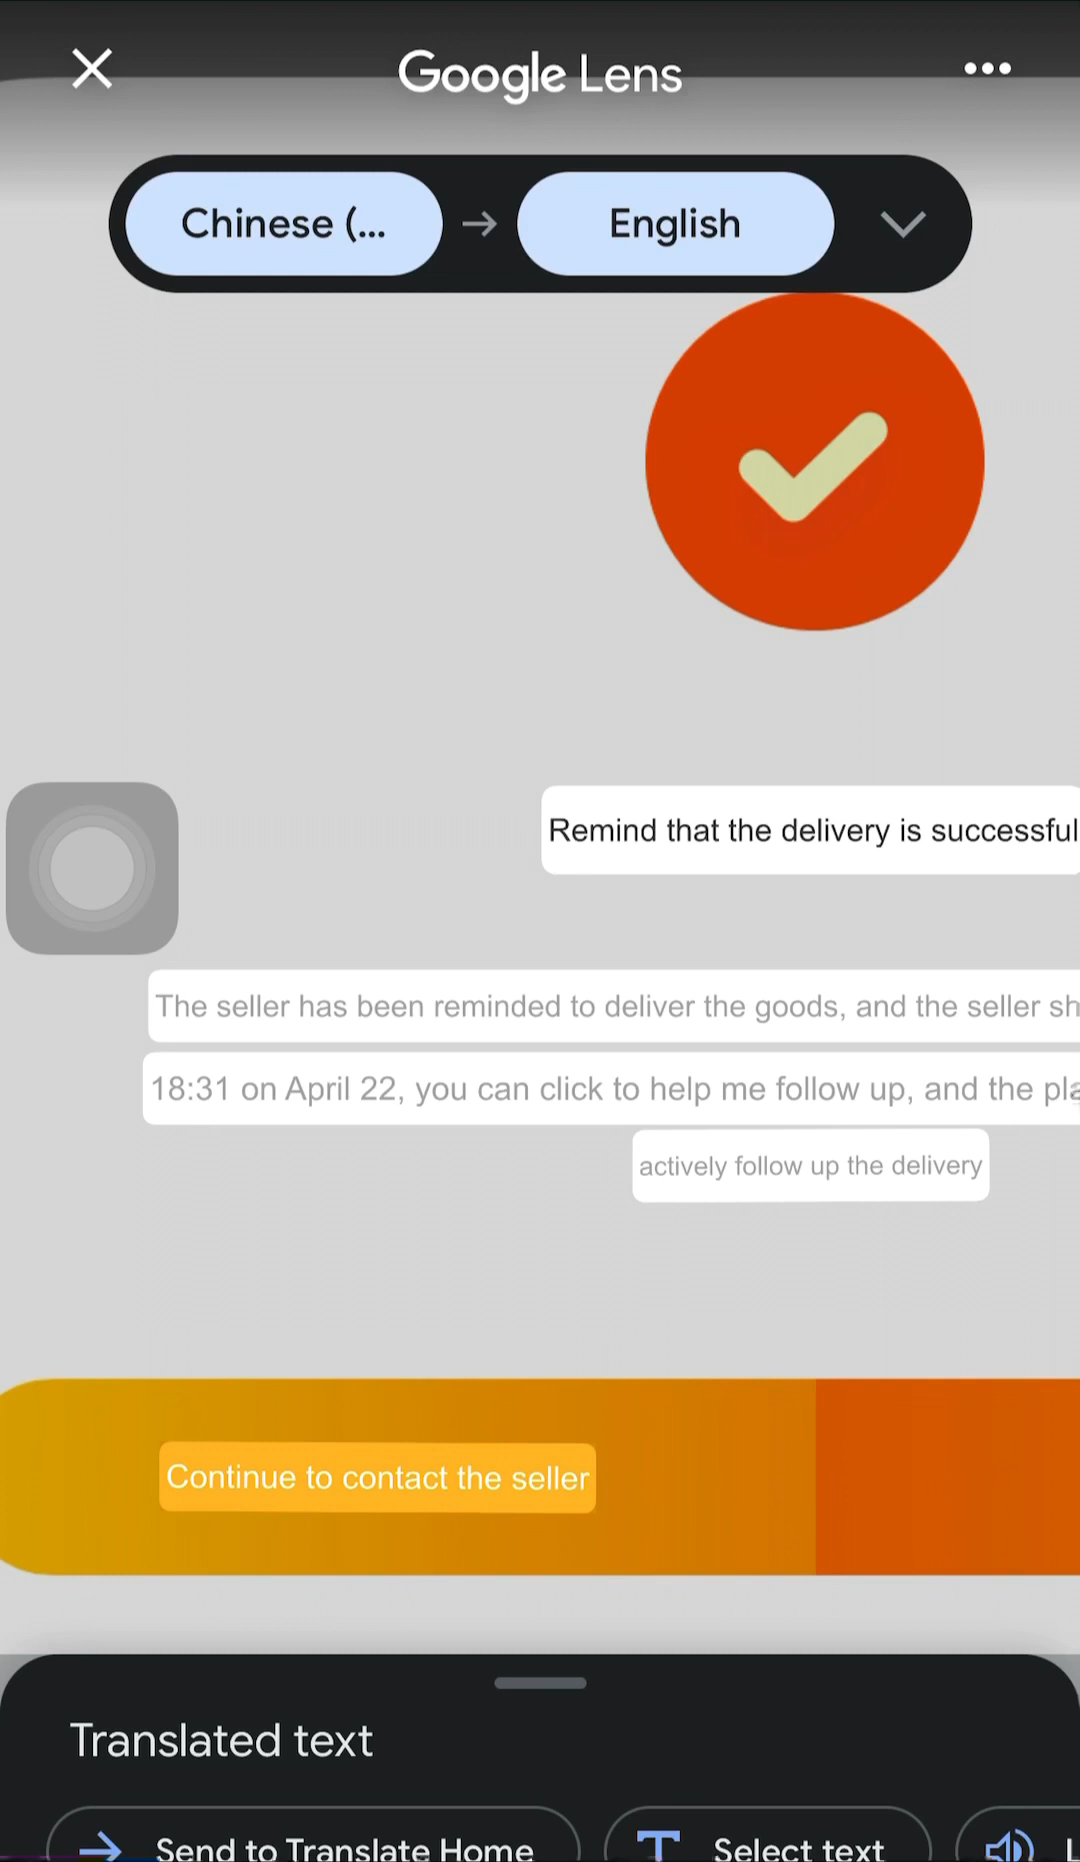 Google Lens
Chinese (...
English
Remind that the delivery is successful
The seller has been reminded to deliver the goods, and the seller
18:31 on April 22, you can click to help me follow up, and the
actively follow up the delivery
Continue to contact the seller
Translated text
Send to Translate Home
Select text